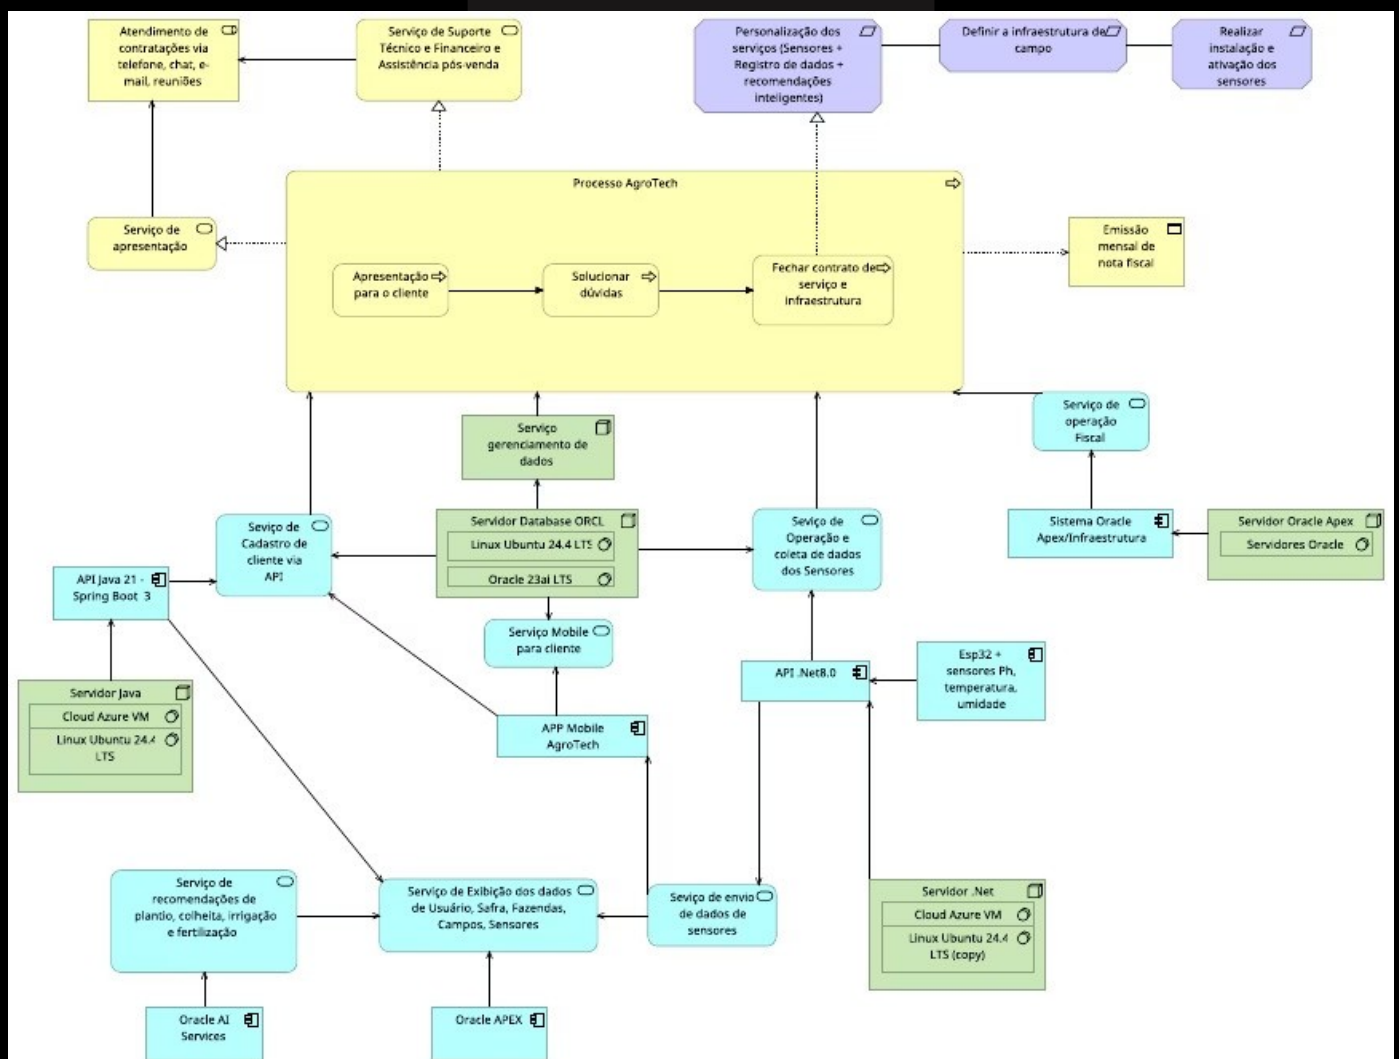 Atendimento de
contratações via
telefone, chat, e-
mail, reuniões
Serviço de Suporte
Técnico e Financeiro e
Assistência pós-venda
Personalização dos
serviços (Sensores +
Registro de dados +
recomendações
inteligentes)
Definir a infraestrutura de
campo
Realizar
instalação e
ativação dos
sensores
Processo AgroTech
Serviço de
apresentação
Apresentação
para o cliente
Solucionar
dúvidas
Fechar contrato de
serviço e
infraestrutura
Emissão
mensal de
nota fiscal
Serviço
gerenciamento de
dados
Serviço de
operação
Fiscal
Seviço de
Cadastro de
cliente via
API
Servidor Database ORCL
Linux Ubuntu 24.4 LTS
Oracle 23ai LTS
Seviço de
Operação e
coleta de dados
dos Sensores
Sistema Oracle
Apex/Infraestrutura
Servidor Oracle Apex
Servidores Oracle
API Java 21 -
Spring Boot 3
Serviço Mobile
para cliente
Servidor Java
Cloud Azure VM
Linux Ubuntu 24.4
LTS
APP Mobile
AgroTech
API .Net8.0
Esp32 +
sensores Ph,
temperatura,
umidade
Serviço de
recomendações de
plantio, colheita, irrigação
e fertilização
Serviço de Exibição dos dados
de Usuário, Safra, Fazendas,
Campos, Sensores
Seviço de envio
de dados de
sensores
Servidor .Net
Cloud Azure VM
Linux Ubuntu 24.4
LTS (copy)
Oracle AI
Services
Oracle APEX